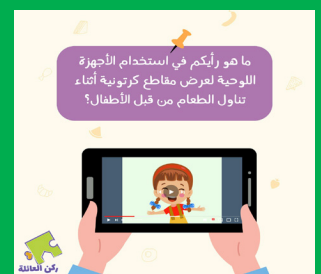 ما هو رأيكم في استخدام الأجهزة
اللوحية لعرض مقاطع كرتونية أثناء
تناول الطعام من قبل الأطفال؟
ركن العائلة